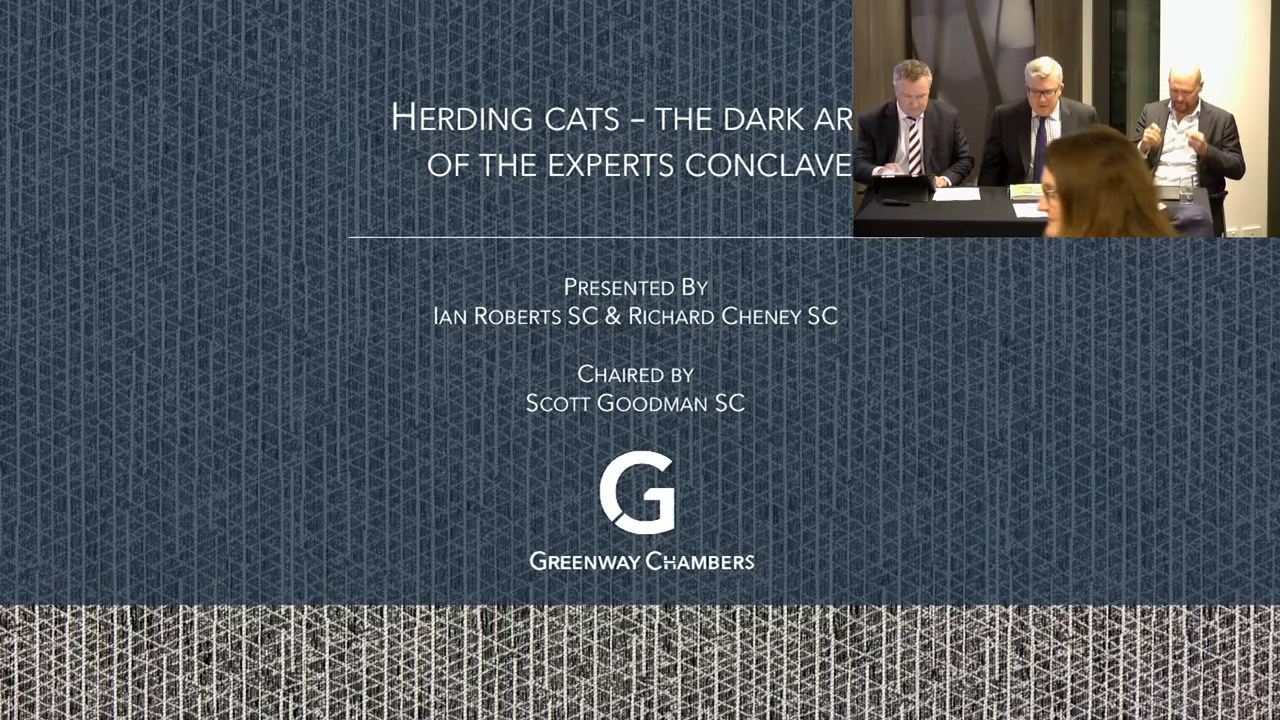 HERDING CATS – THE DARK AR
OF THE EXPERTS CONCLAVE
PRESENTED BY
IAN ROBERTS SC & RICHARD CHENEY SC
CHAIRED BY
SCOTT GOODMAN SC
G
GREENWAY CHAMBERS